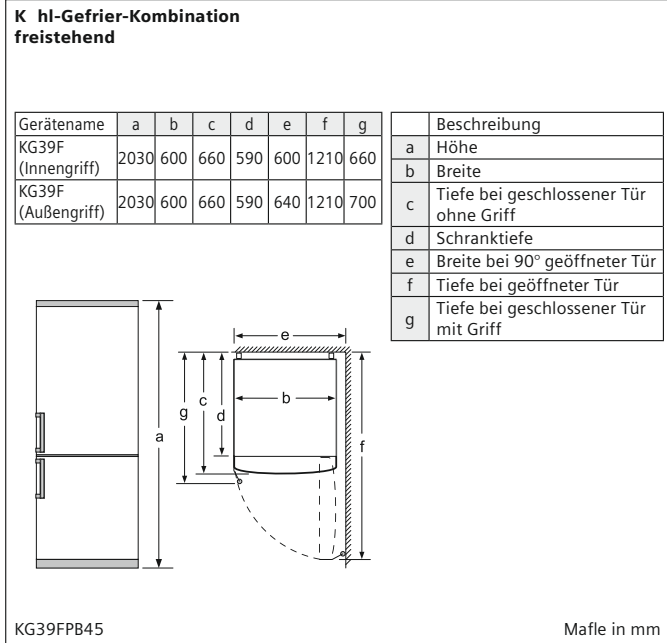 K hl-Gefrier-Kombination
freistehend
Gerätename a b c d e f g
KG39F
(Innengriff) 2030 600 660 590 600 1210 660
KG39F
(Außengriff) 2030 600 660 590 640 1210 700
Beschreibung
a Höhe
b Breite
c Tiefe bei geschlossener Tür
ohne Griff
d Schranktiefe
e Breite bei 90° geöffneter Tür
f Tiefe bei geöffneter Tür
g Tiefe bei geschlossener Tür
mit Griff
e
b
c
g
d
a
f
KG39FPB45
Mafle in mm